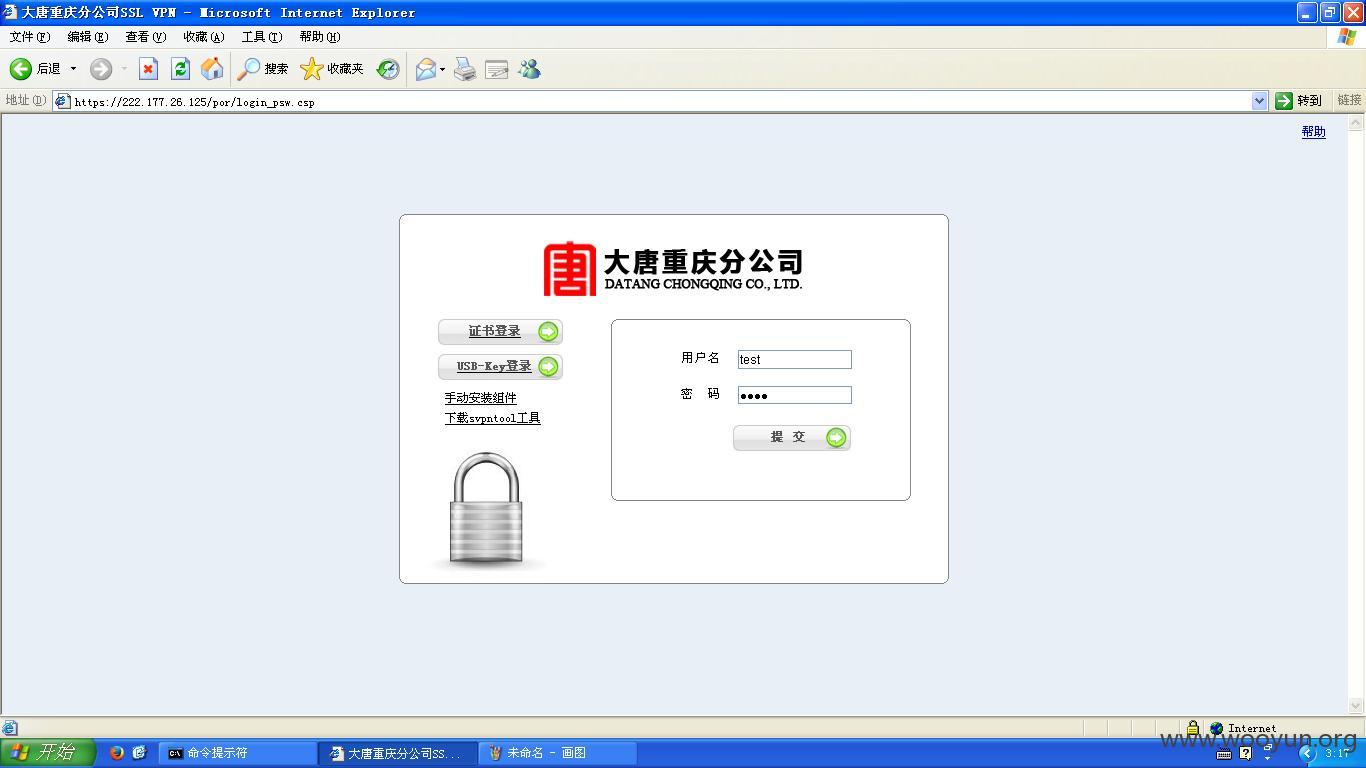 大唐重庆分公司SSL VPN - Microsoft Internet Explorer
文件(F) 编辑(E) 查看(V) 收藏(A) 工具(T) 帮助(H)
后退 搜索 收藏夹
地址(D) https://222.177.26.125/por/login_psw.csp 转到 链接
帮助
唐 大唐重庆分公司
DATANG CHONGQING CO., LTD.
证书登录
USB-Key登录
手动安装组件
下载svpntool工具
用户名 test
密 码 ●●●●
提 交
Internet
www.wooyun.org
开始 命令提示符 大唐重庆分公司SS... 未命名 - 画图 3:17